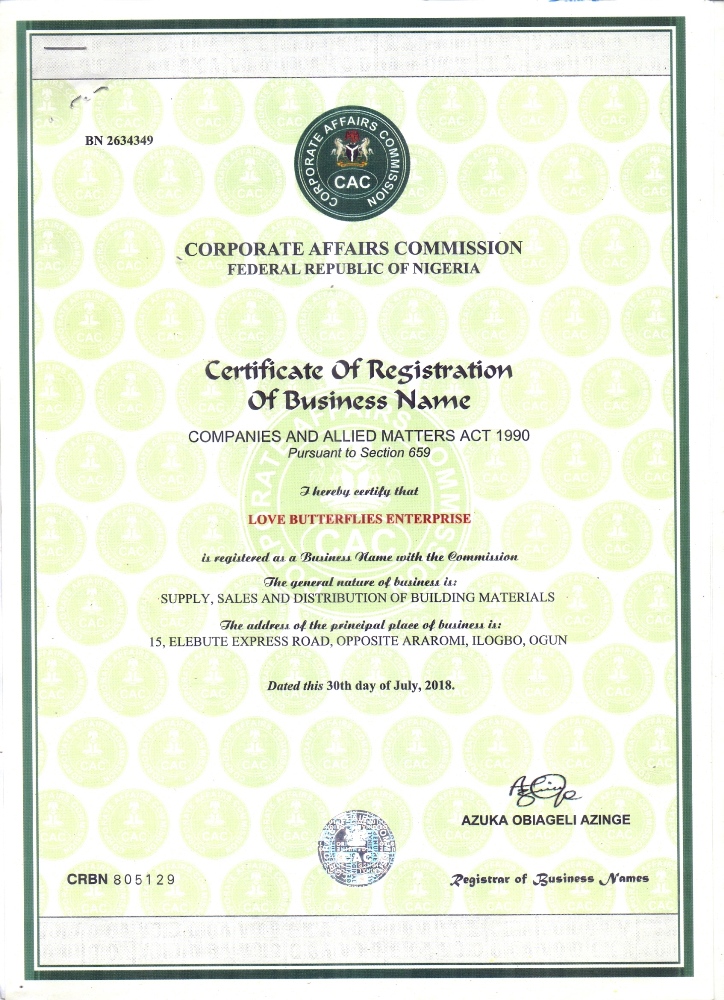 BN 2634349
CORPORATE AFFAIRS COMMISSION
CAC
CORPORATE AFFAIRS COMMISSION
FEDERAL REPUBLIC OF NIGERIA
Certificate Of Registration
Of Business Name
COMPANIES AND ALLIED MATTERS ACT 1990
Pursuant to Section 659
I hereby certify that
LOVE BUTTERFLIES ENTERPRISE
is registered as a Business Name with the Commission
The general nature of business is:
SUPPLY, SALES AND DISTRIBUTION OF BUILDING MATERIALS
The address of the principal place of business is:
15, ELEBUTE EXPRESS ROAD, OPPOSITE ARAROMI, ILOGBO, OGUN
Dated this 30th day of July, 2018.
AZUKA OBIAGELI AZINGE
CRBN 805129
Registrar of Business Names